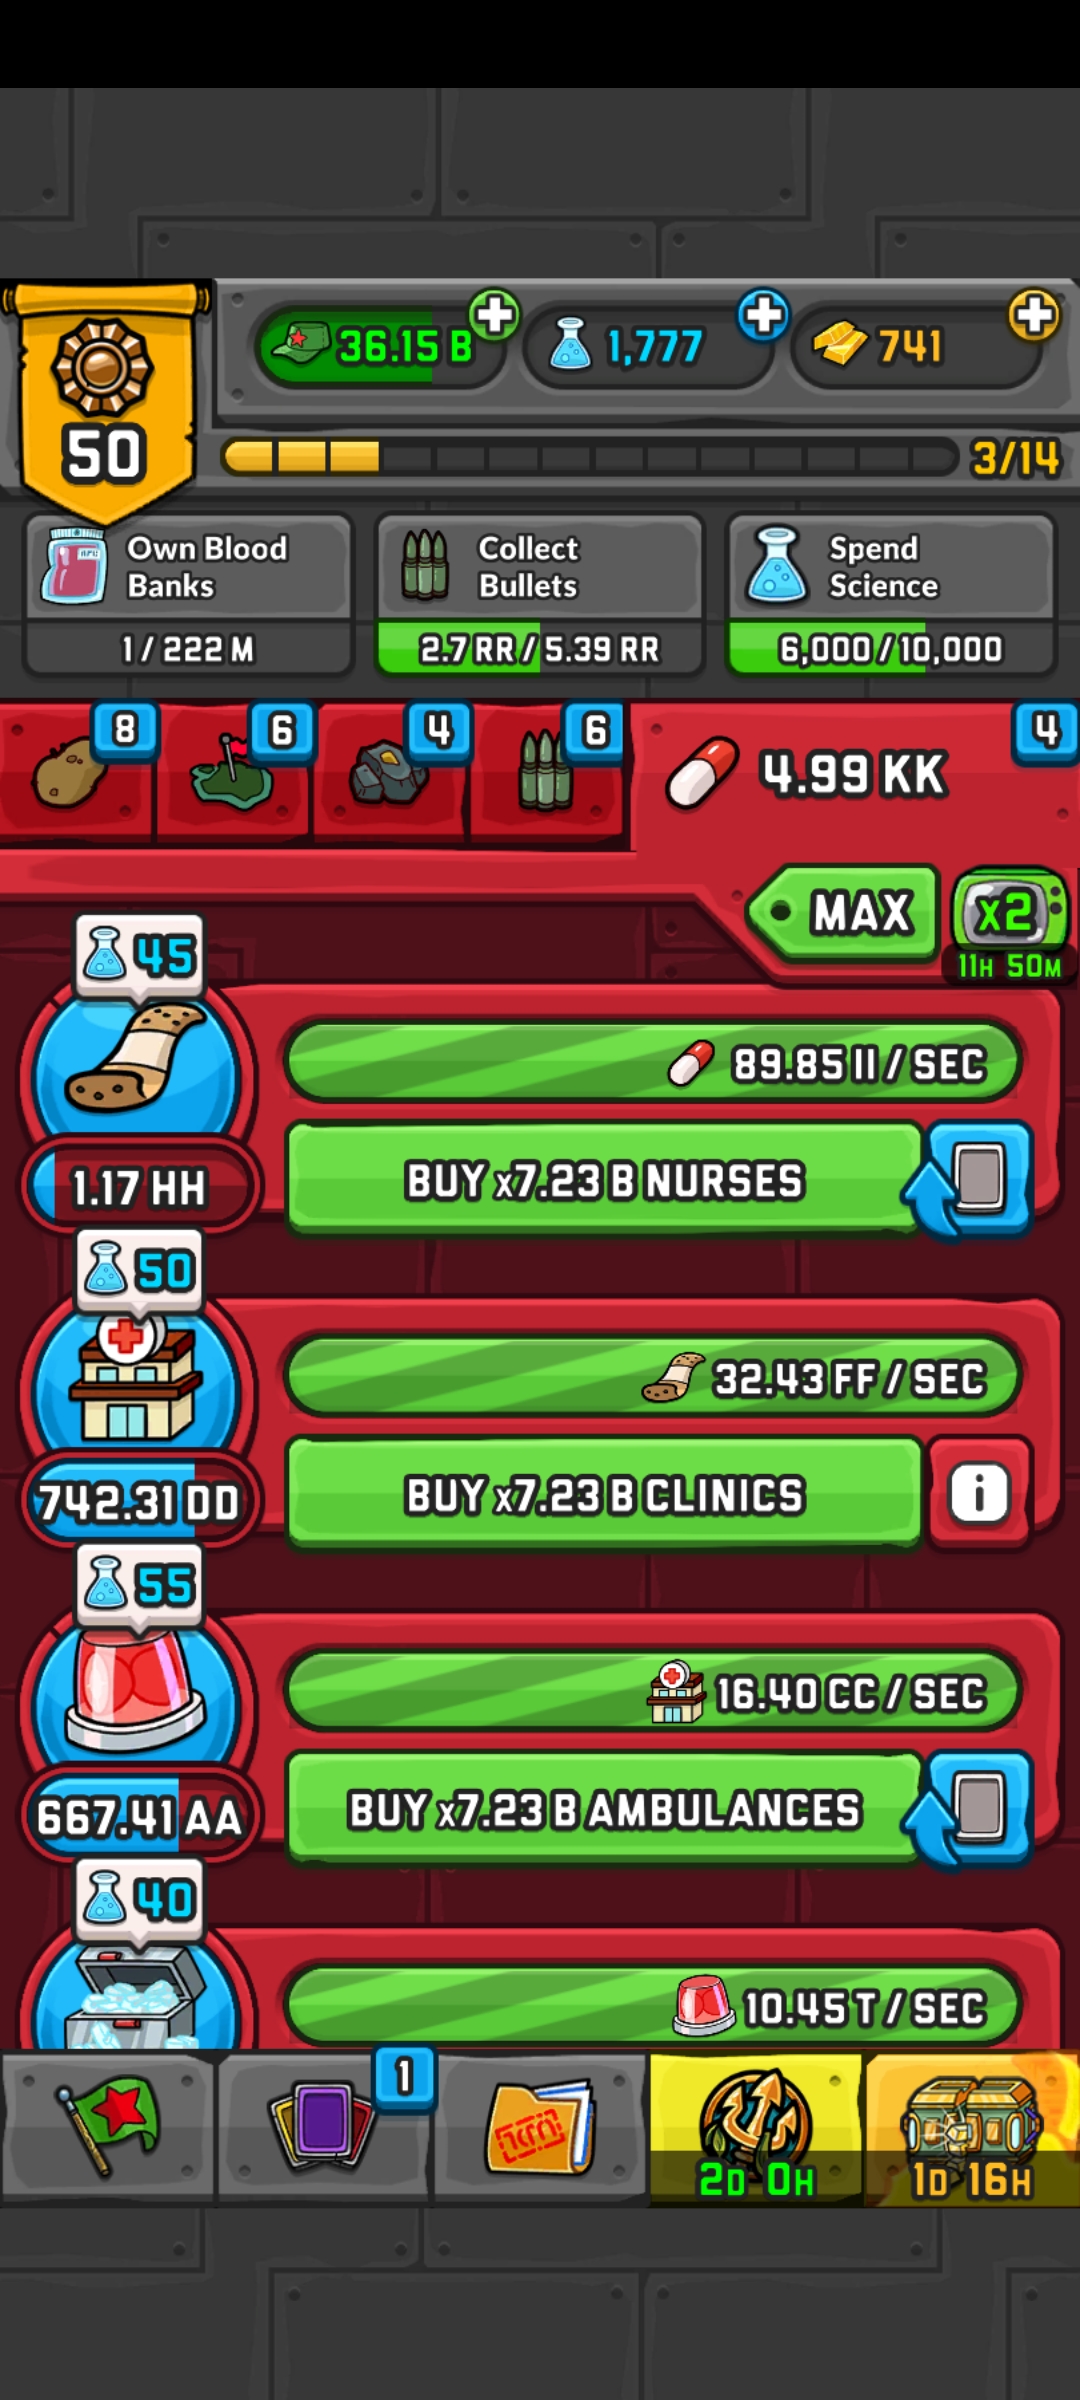 36.15 B
1,777
741
50
3/14
Own Blood
Banks
1 / 222 M
Collect
Bullets
2.7 RR / 5.39 RR
Spend
Science
6,000 / 10,000
8
6
4
6
4.99 KK
4
MAX
x2
11H 50M
45
89.85 II / SEC
1.17 HH
BUY x7.23 B NURSES
50
32.43 FF / SEC
742.31 DD
BUY x7.23 B CLINICS
i
55
16.40 CC / SEC
667.41 AA
BUY x7.23 B AMBULANCES
40
10.45 T / SEC
1
2D 0H
1D 16H